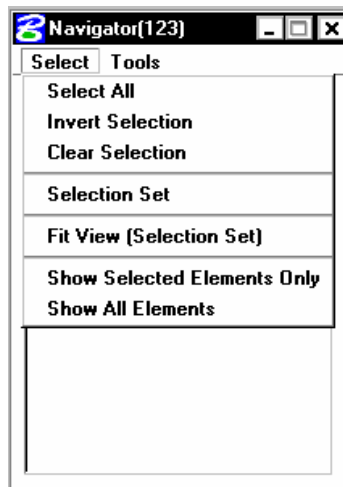 Navigator(123)
Select Tools
Select All
Invert Selection
Clear Selection
Selection Set
Fit View (Selection Set)
Show Selected Elements Only
Show All Elements